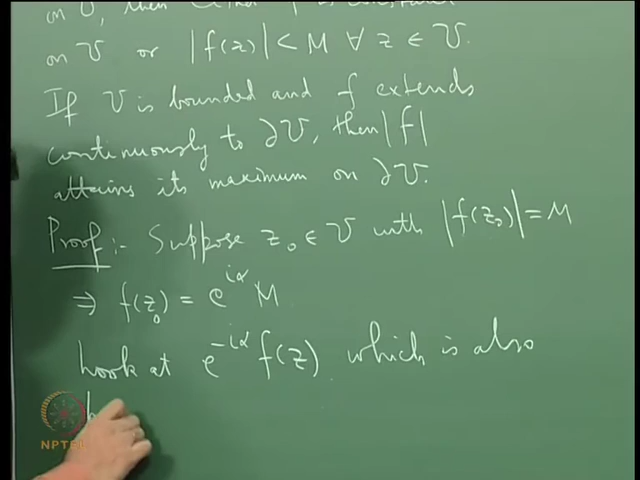 on V, then either f is constant
on V or |f(z)| < M ∀ z ∈ V.
If V is bounded and f extends
continuously to ∂V, then |f|
attains its maximum on ∂V.
Proof:- Suppose z₀ ∈ V with |f(z₀)| = M
⇒ f(z₀) = e^{iα} M
Look at e^{-iα} f(z) which is also
h
NPTEL